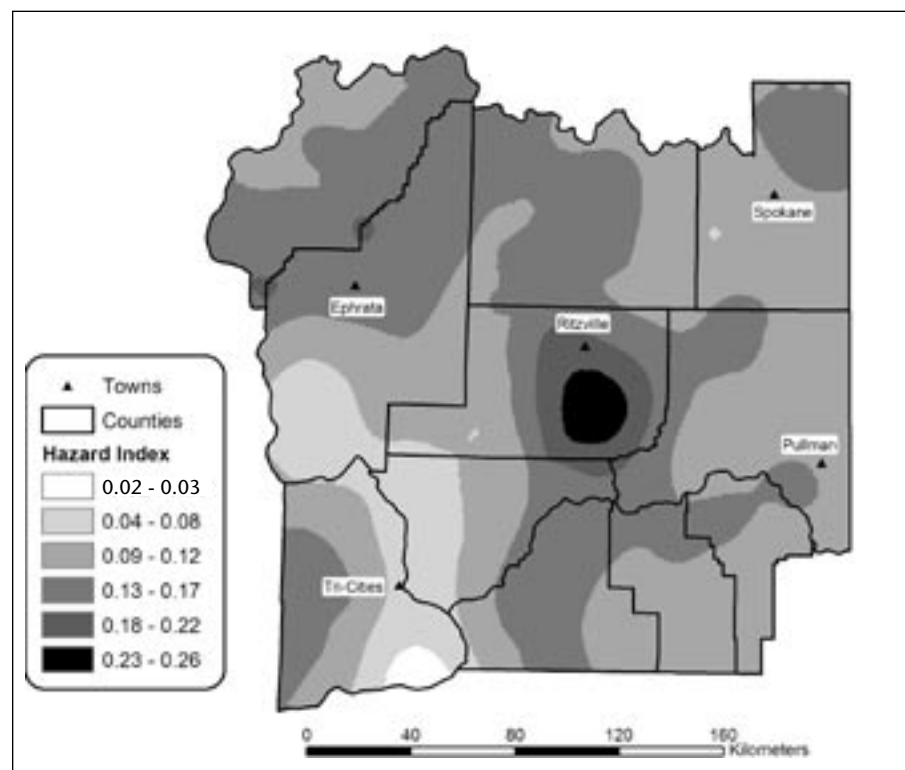 Spokane
Ephrata
Ritzville
Pullman
Tri-Cities
Towns
Counties
Hazard Index
0.02 - 0.03
0.04 - 0.08
0.09 - 0.12
0.13 - 0.17
0.18 - 0.22
0.23 - 0.26
0 40 80 120 160
Kilometers